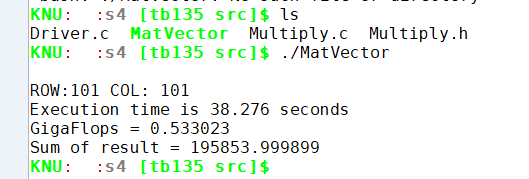 KNU:  :s4 [tb135 src]$ ls
Driver.c  MatVector  Multiply.c  Multiply.h
KNU:  :s4 [tb135 src]$ ./MatVector

ROW:101 COL: 101
Execution time is 38.276 seconds
GigaFlops = 0.533023
Sum of result = 195853.999899
KNU:  :s4 [tb135 src]$